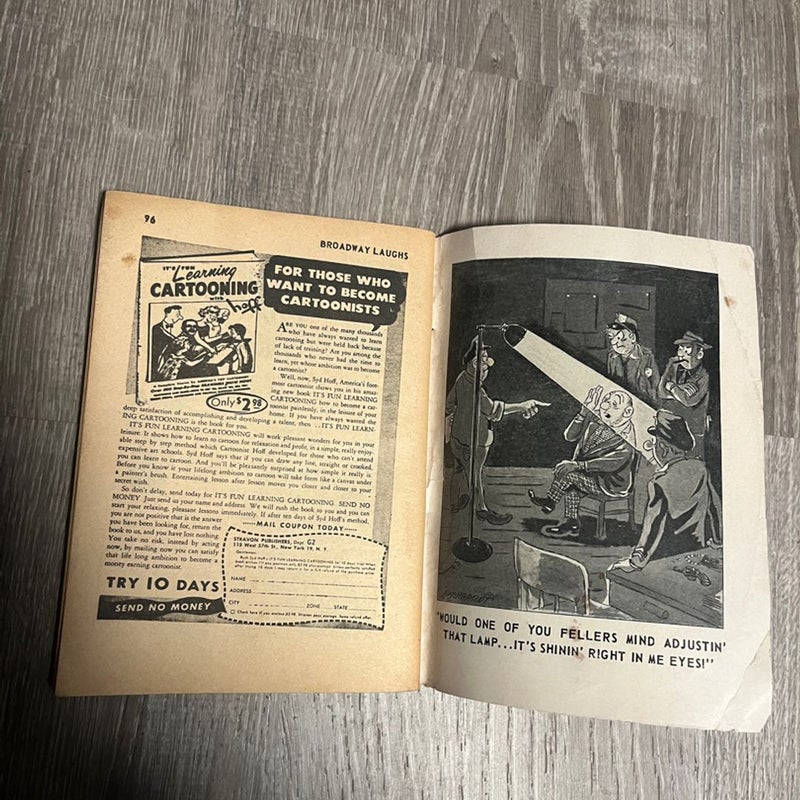 96
BROADWAY LAUGHS
IT'S FUN
Learning
CARTOONING
with
hoff
Only $2.98
FOR THOSE WHO
WANT TO BECOME
CARTOONISTS
ARE YOU one of the many thousands
who have always wanted to learn
cartooning but were held back because
of lack of training? Are you among the
thousands who never had the time to
learn, yet whose ambition was to become
a cartoonist?
Well, now, Syd Hoff, America's fore-
most cartoonist shows you in his amaz-
ing new book IT'S FUN LEARNING
CARTOONING how to become a car-
toonist painlessly, in the leisure of your
home. If you have always wanted the
deep satisfaction of accomplishing and developing a talent, then . . IT'S FUN LEARN-
ING CARTOONING is the book for you.
IT'S FUN LEARNING CARTOONING will work pleasant wonders for you in your
leisure. It shows how to learn to cartoon for relaxation and profit, in a simple, really enjoy-
able step by step method which Cartoonist Hoff developed for those who can't attend
expensive art schools. Syd Hoff says that if you can draw any line, straight or crooked,
you can learn to cartoon. And you'll be pleasantly surprised at how simple it really is.
Before you know it your lifelong ambition to cartoon will take form like a canvas under
a painter's brush. Entertaining lesson after lesson moves you closer and closer to your
secret wish.
So don't delay, send today for IT'S FUN LEARNING CARTOONING. SEND NO
MONEY Just send us your name and address. We will rush the book to you and you can
start your relaxing, pleasant lessons immediately. If after ten days of Syd Hoff's method,
you are not positive that is the answer
you have been looking for, return the
book to us, and you have lost nothing.
You take no risk, instead by acting
now, by mailing now you can satisfy
that life long ambition to become a
money earning cartoonist.
TRY 10 DAYS
SEND NO MONEY
MAIL COUPON TODAY
STRAVON PUBLISHERS, Dept. G2
113 West 57th St., New York 19, N. Y.
Gentlemen:
NAME
ADDRESS
CITY ZONE STATE
"WOULD ONE OF YOU FELLERS MIND ADJUSTIN'
THAT LAMP...IT'S SHININ' RIGHT IN ME EYES!"